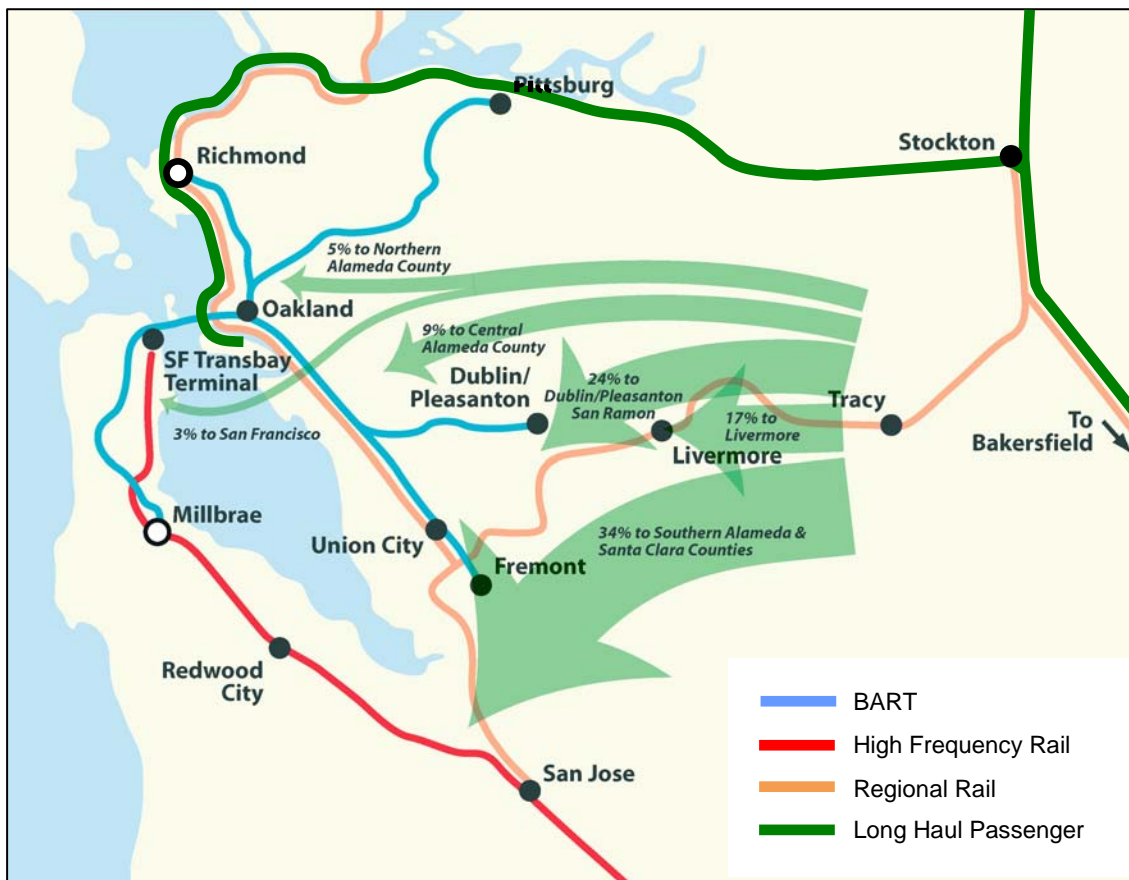 Pittsburg
Richmond
Stockton
5% to Northern
Alameda County
Oakland
9% to Central
Alameda County
SF Transbay
Terminal
Dublin/
Pleasanton
24% to
Dublin/Pleasanton
San Ramon
Tracy
To
Bakersfield
17% to
Livermore
3% to San Francisco
Livermore
Millbrae
Union City
34% to Southern Alameda &
Santa Clara Counties
Fremont
Redwood
City
San Jose
BART
High Frequency Rail
Regional Rail
Long Haul Passenger